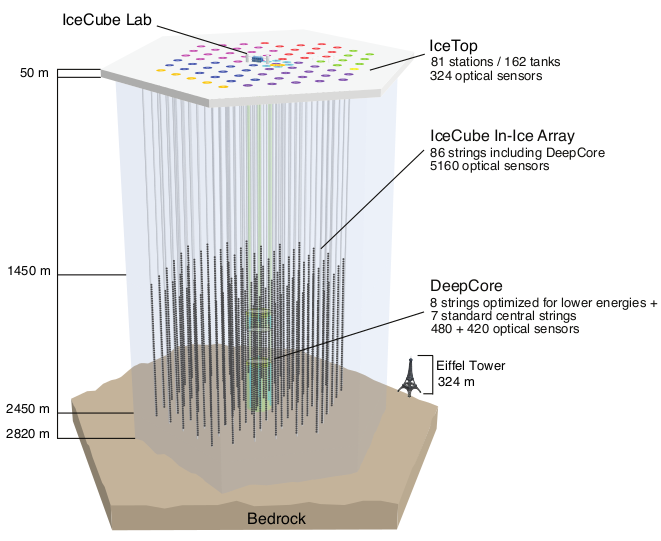 IceCube Lab
IceTop
81 stations / 162 tanks
324 optical sensors
50 m
IceCube In-Ice Array
86 strings including DeepCore
5160 optical sensors
1450 m
DeepCore
8 strings optimized for lower energies +
7 standard central strings
480 + 420 optical sensors
Eiffel Tower
324 m
2450 m
2820 m
Bedrock